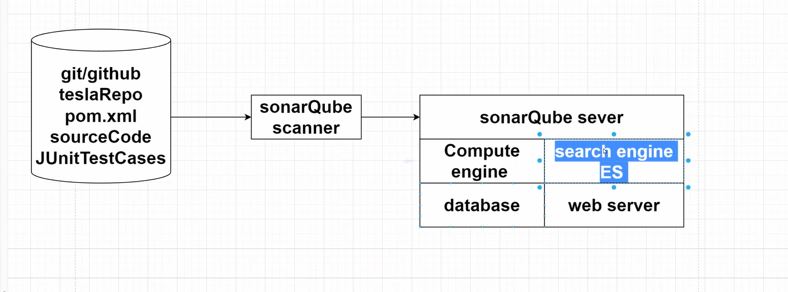 git/github
teslaRepo
pom.xml
sourceCode
JUnitTestCases
sonarQube
scanner
sonarQube sever
Compute
engine
search engine
ES
database
web server